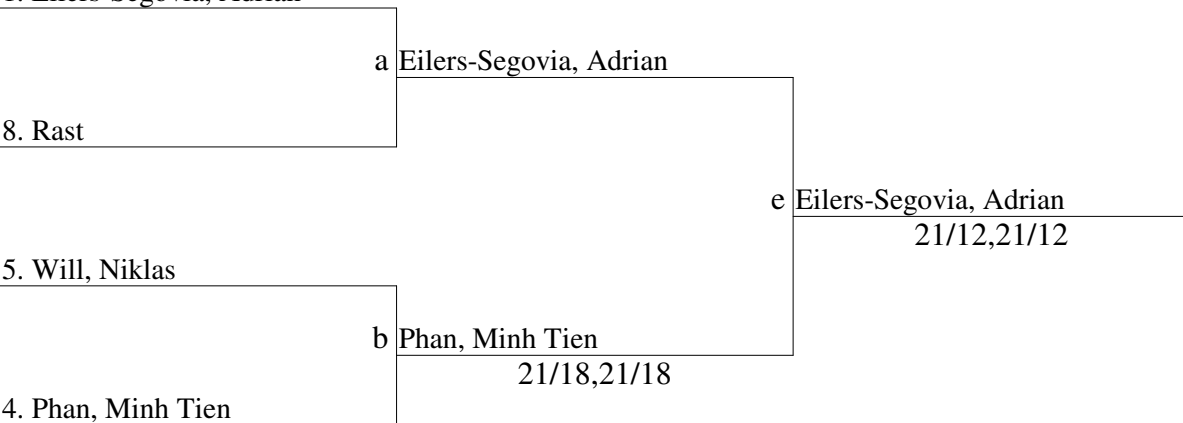 a Eilers-Segovia, Adrian
8. Rast
e Eilers-Segovia, Adrian
21/12,21/12
5. Will, Niklas
b Phan, Minh Tien
21/18,21/18
4. Phan, Minh Tien